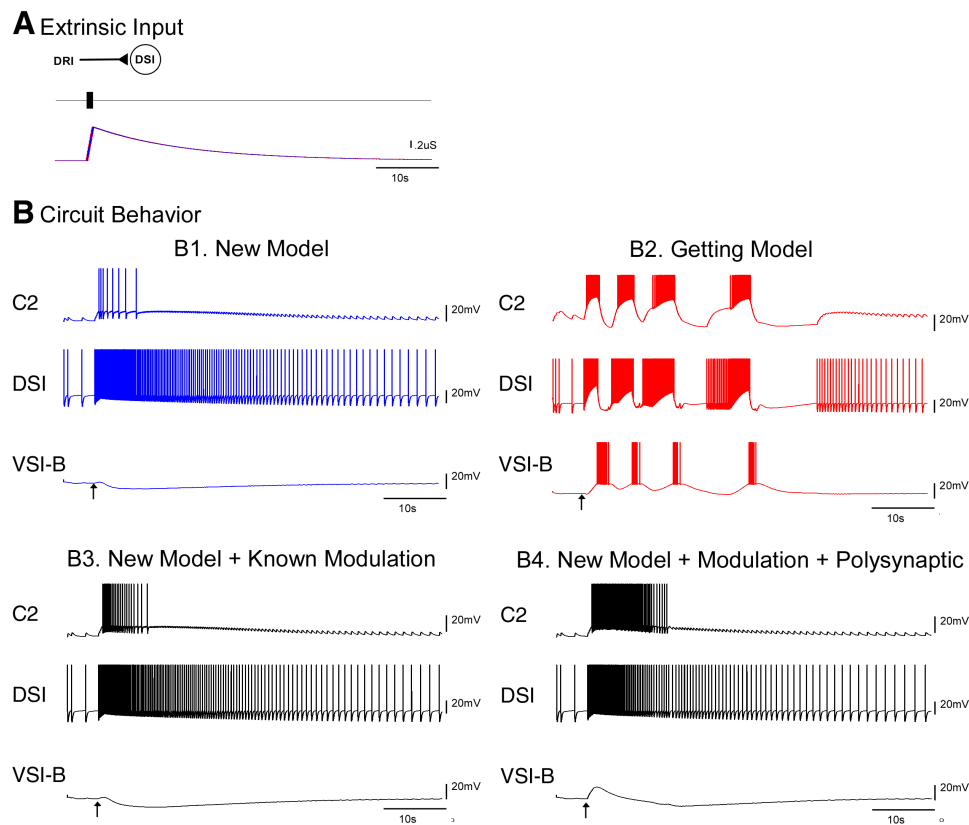 A Extrinsic Input
DRI DSI
.2uS
10s
B Circuit Behavior
B1. New Model
C2
20mV
DSI
20mV
VSI-B
20mV
10s
B2. Getting Model
C2
20mV
DSI
20mV
VSI-B
20mV
10s
B3. New Model + Known Modulation
C2
20mV
DSI
20mV
VSI-B
20mV
10s
B4. New Model + Modulation + Polysynaptic
C2
20mV
DSI
20mV
VSI-B
20mV
10s